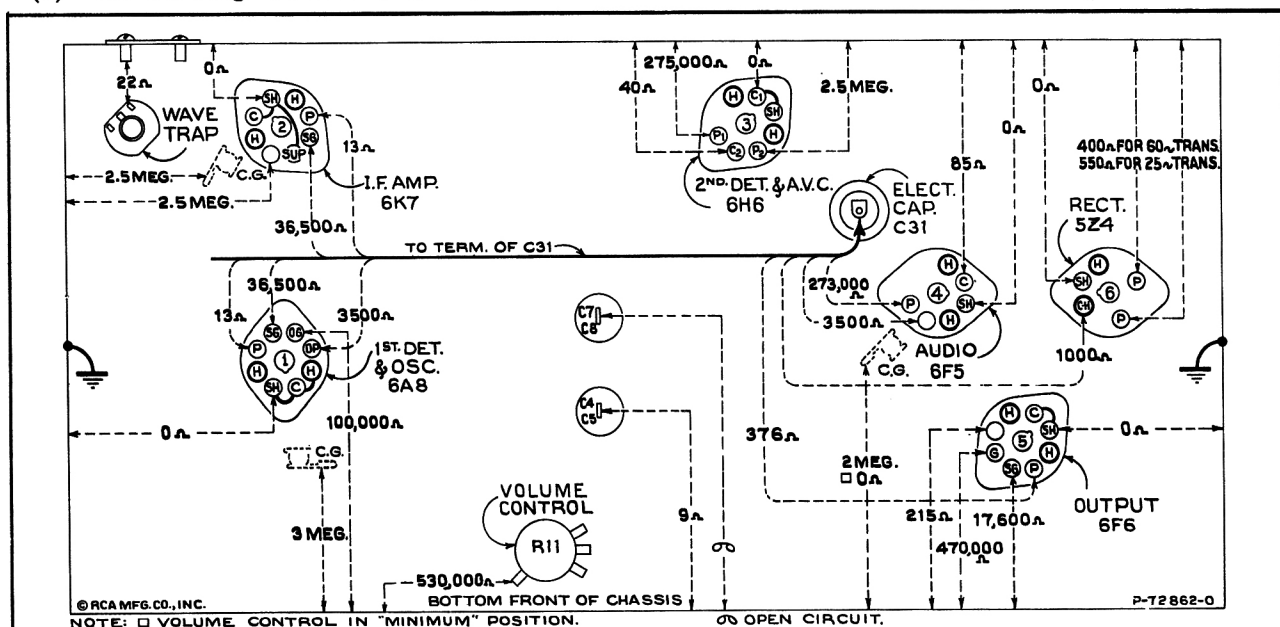 22Ω
WAVE TRAP
0Ω
SH
H
C
P
2
H
SG
SUP
C.G.
2.5 MEG.
2.5 MEG.
I.F. AMP.
6K7
13Ω
36,500Ω
40Ω
275,000Ω
0Ω
2.5 MEG.
H
C1
SH
3
P1
H
C2
P2
2ND. DET. & A.V.C.
6H6
ELECT.
CAP.
C31
85Ω
0Ω
0Ω
400Ω FOR 60~TRANS.
550Ω FOR 25~TRANS.
RECT.
5Z4
H
SH
P
6
CH
P
1000Ω
TO TERM. OF C31
36,500Ω
13Ω
3500Ω
SG
OG
P
OP
1
H
H
SH
C
1ST. DET.
& OSC.
6A8
0Ω
100,000Ω
C.G.
3 MEG.
C7
C6
C4
C5
273,000
Ω
3500Ω
H
C
4
P
SH
H
AUDIO
6F5
C.G.
376Ω
2 MEG.
□ 0Ω
H
C
SH
5
G
H
SG
P
0Ω
OUTPUT
6F6
215Ω
17,600Ω
470,000
Ω
9Ω
VOLUME
CONTROL
R11
530,000Ω
© RCA MFG. CO., INC.
BOTTOM FRONT OF CHASSIS
P-72862-0
NOTE: □ VOLUME CONTROL IN "MINIMUM" POSITION.
OPEN CIRCUIT.